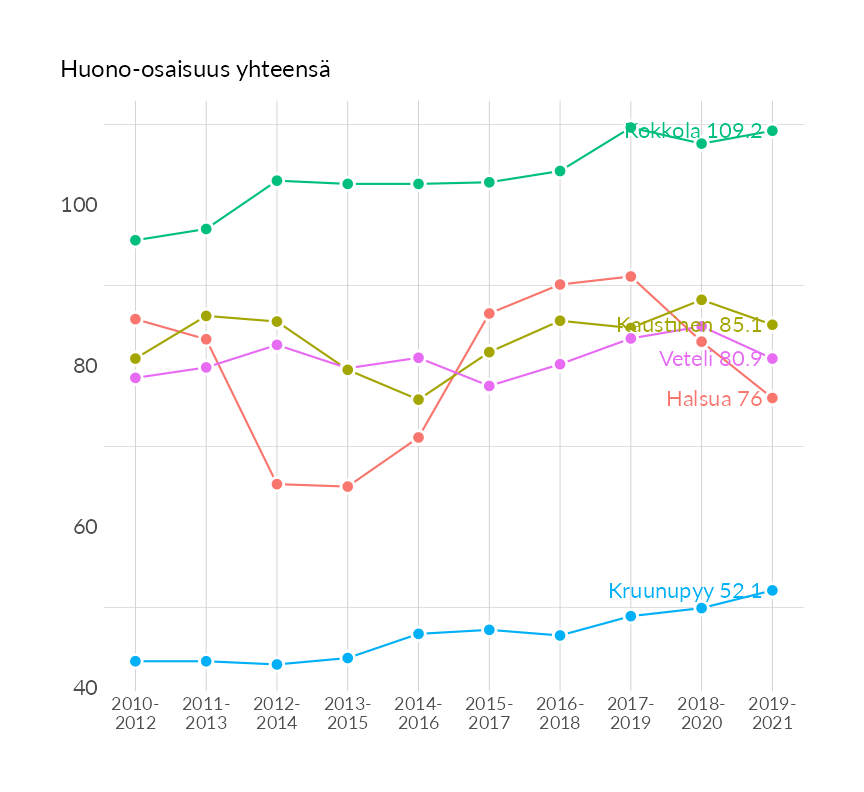 Huono-osaisuus yhteensä
Kokkola 109.2
100
Kaustinen 85.1
Veteli 80.9
80
Halsua 76
60
Kruunupyy 52.1
40
2010- 2011- 2012- 2013- 2014- 2015- 2016- 2017- 2018- 2019-
2012 2013 2014 2015 2016 2017 2018 2019 2020 2021